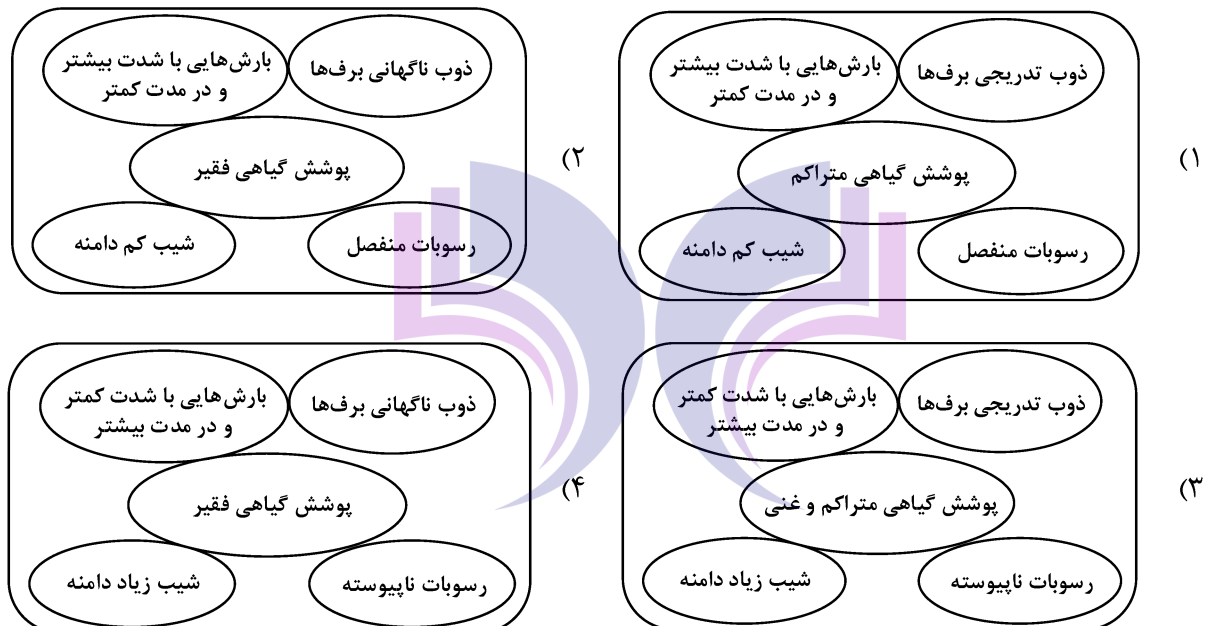 ۱)
ذوب تدریجی برف‌ها
بارش‌هایی با شدت بیشتر
و در مدت کمتر
پوشش گیاهی متراکم
رسوبات منفصل
شیب کم دامنه
۲)
ذوب ناگهانی برف‌ها
بارش‌هایی با شدت بیشتر
و در مدت کمتر
پوشش گیاهی فقیر
رسوبات منفصل
شیب کم دامنه
۳)
ذوب تدریجی برف‌ها
بارش‌هایی با شدت کمتر
و در مدت بیشتر
پوشش گیاهی متراکم و غنی
رسوبات ناپیوسته
شیب زیاد دامنه
۴)
ذوب ناگهانی برف‌ها
بارش‌هایی با شدت کمتر
و در مدت بیشتر
پوشش گیاهی فقیر
رسوبات ناپیوسته
شیب زیاد دامنه